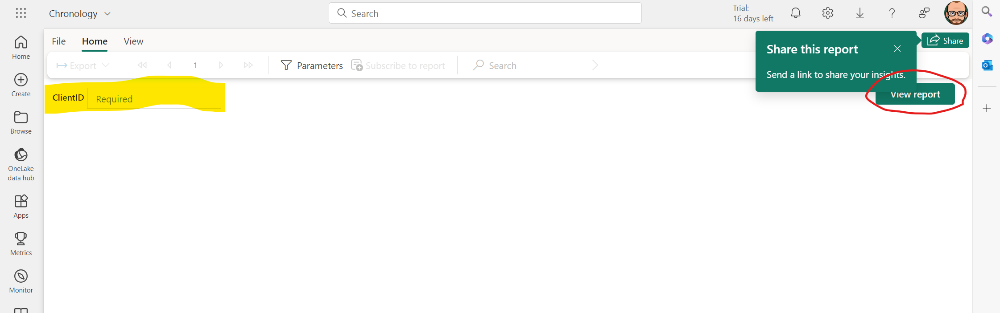 Chronology
Search
Trial:
16 days left
File
Home
View
Share
Export
1
Parameters
Subscribe to report
Search
Share this report
Send a link to share your insights.
ClientID
Required
View report
Home
Create
Browse
OneLake
data hub
Apps
Metrics
Monitor